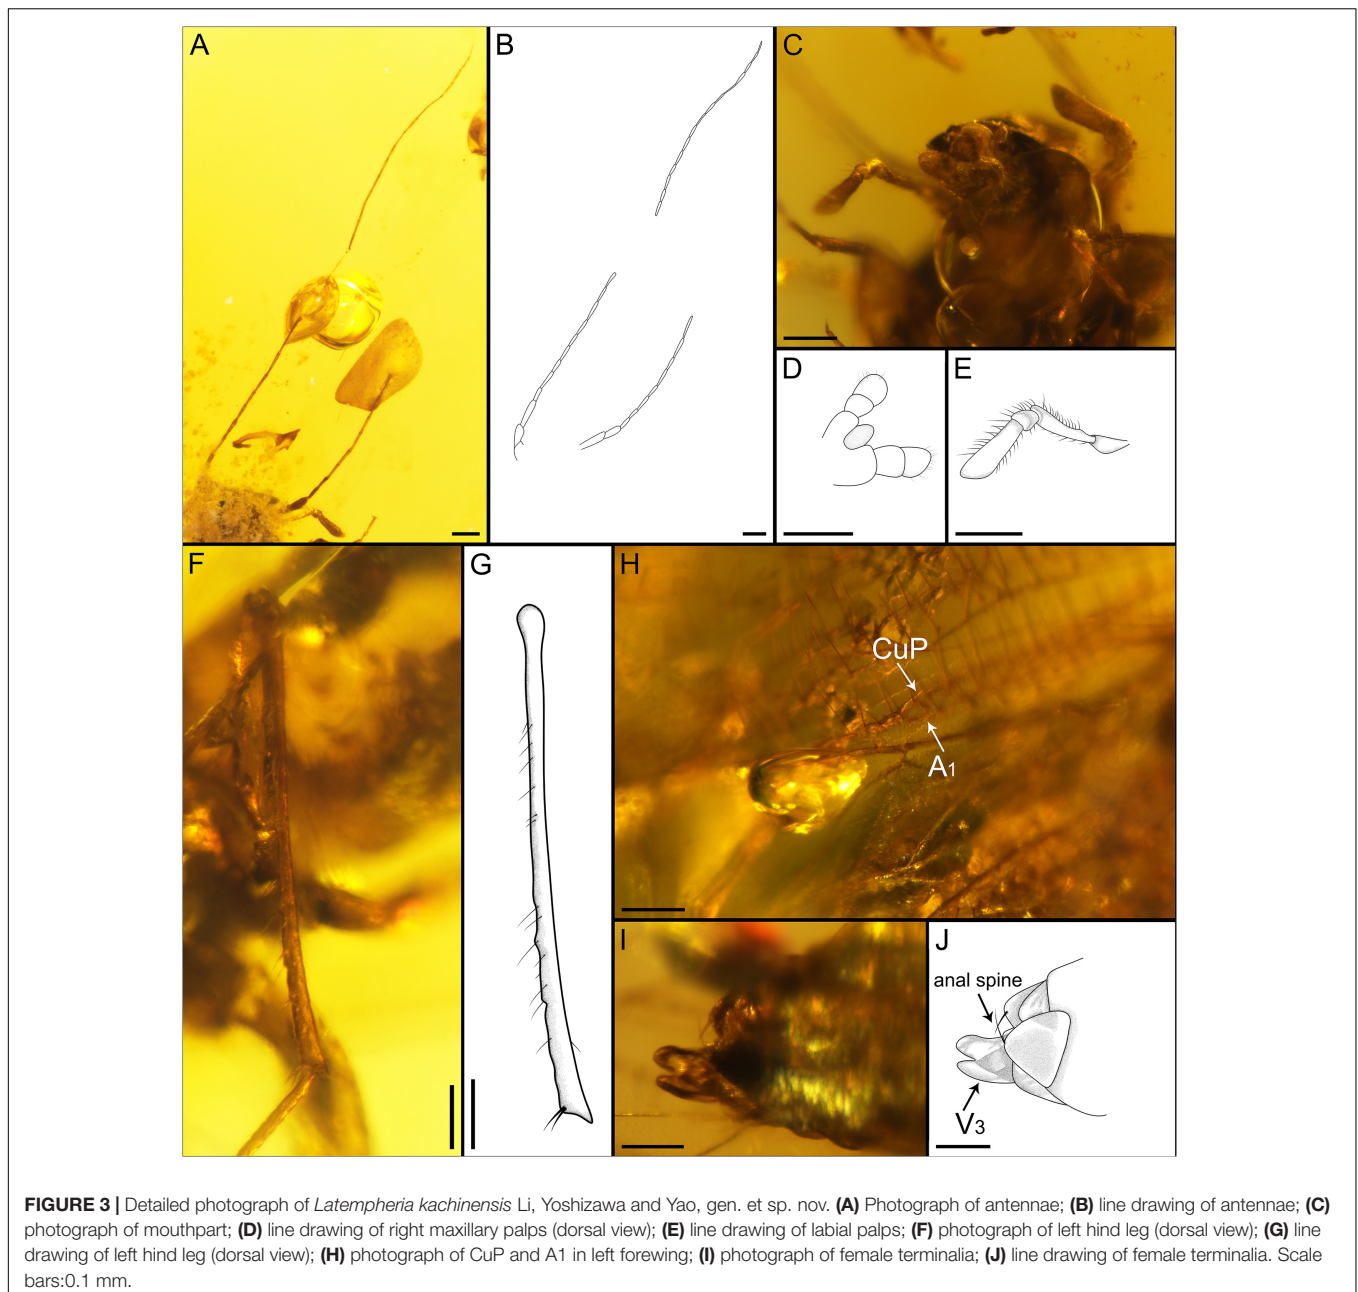 A
B
C
D
E
F
G
H
CuP
A1
I
J
anal spine
V3
FIGURE 3 | Detailed photograph of Latempheria kachinensis Li, Yoshizawa and Yao, gen. et sp. nov. (A) Photograph of antennae; (B) line drawing of antennae; (C)
photograph of mouthpart; (D) line drawing of right maxillary palps (dorsal view); (E) line drawing of labial palps; (F) photograph of left hind leg (dorsal view); (G) line
drawing of left hind leg (dorsal view); (H) photograph of CuP and A1 in left forewing; (I) photograph of female terminalia; (J) line drawing of female terminalia. Scale
bars:0.1 mm.